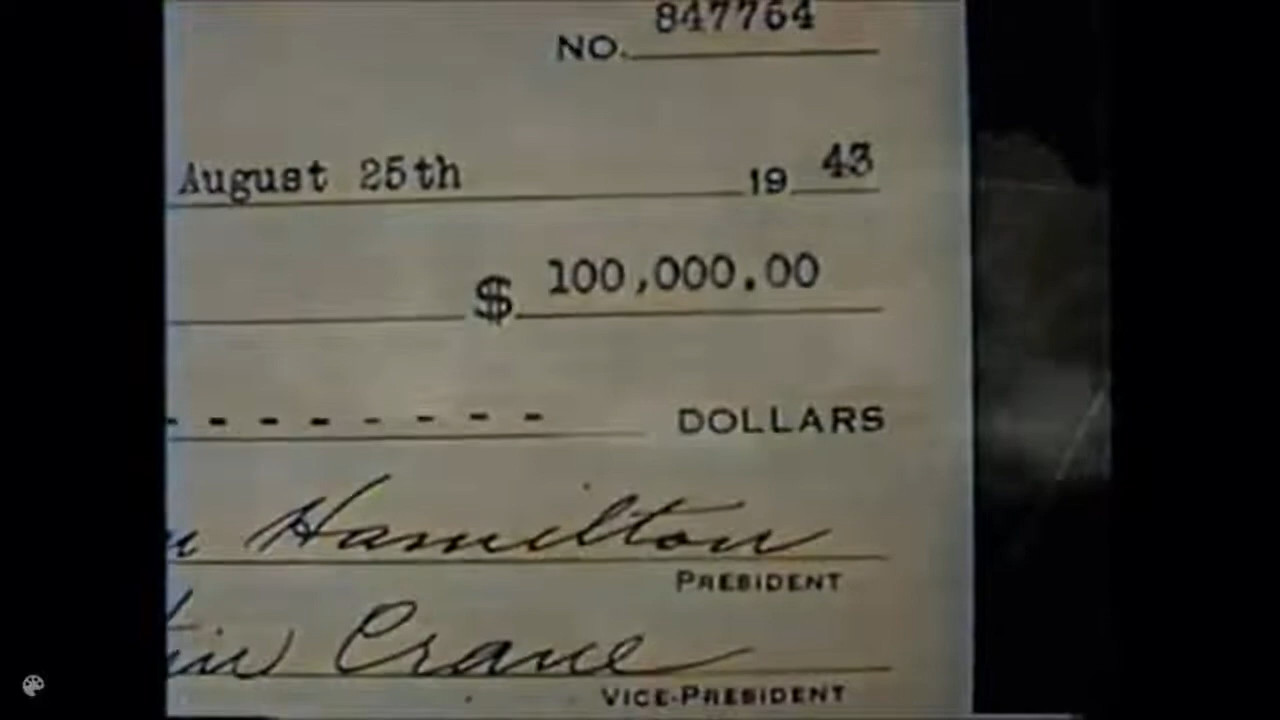 NO. 847764
August 25th 19 43
$ 100,000.00
- - - - - - - - DOLLARS
Hamilton
PRESIDENT
Crane
VICE-PRESIDENT